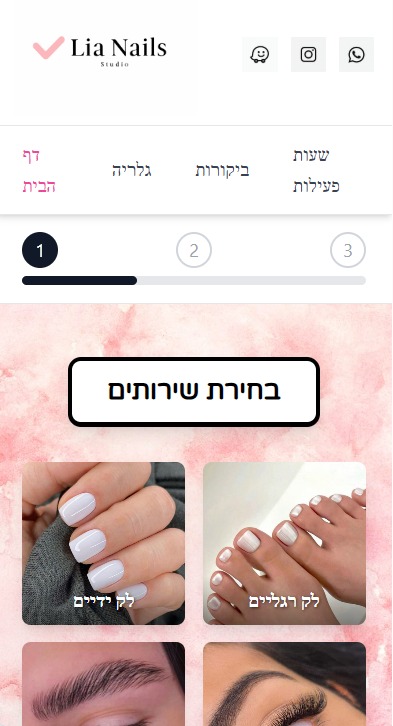 Lia Nails
Studio
דף הבית
גלריה
ביקורות
שעות פעילות
1
2
3
בחירת שירותים
לק ידיים
לק רגליים